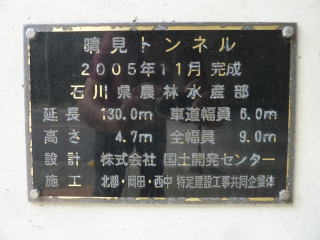 晴見トンネル
2005年11月 完成
石川県農林水産部
延長 130.0m 車道幅員 6.0m
高さ 4.7m 全幅員 9.0m
設計 株式会社 国土開発センター
施工 北都・岡田・西中 特定建設工事共同企業体